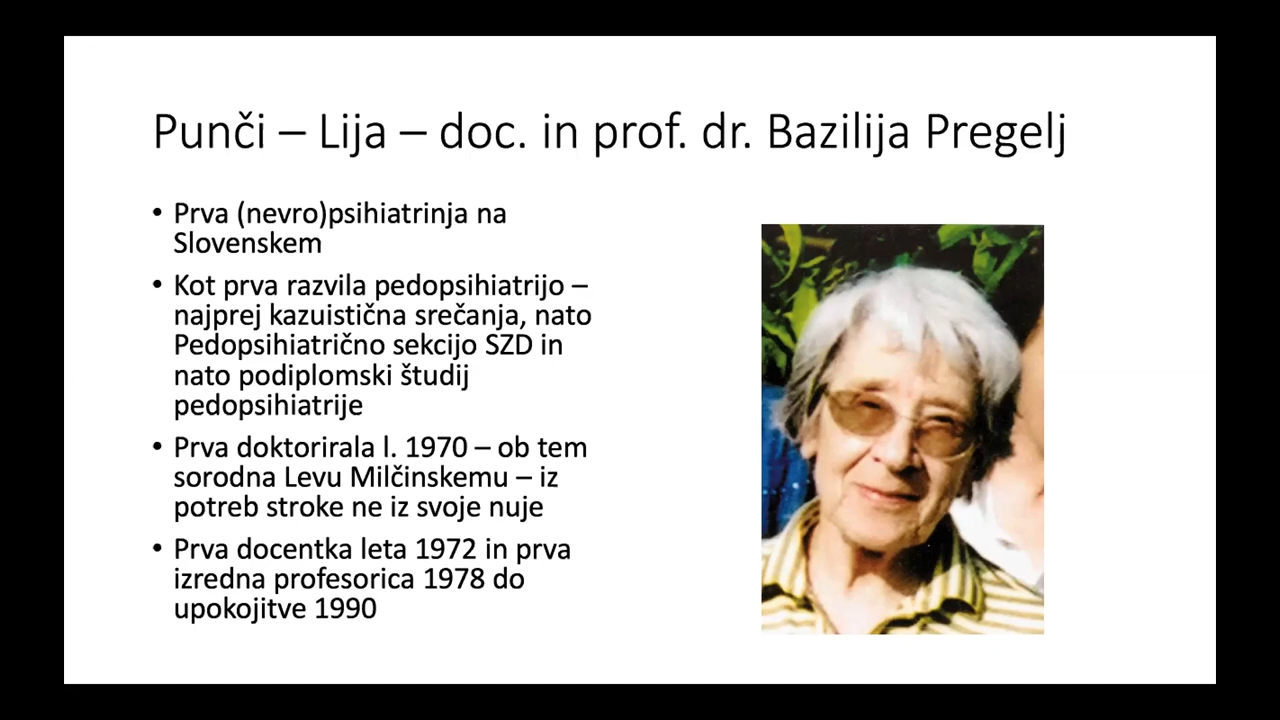 Punči – Lija – doc. in prof. dr. Bazilija Pregelj
• Prva (nevro)psihiatrinja na
Slovenskem
• Kot prva razvila pedopsihiatrijo –
najprej kazuistična srečanja, nato
Pedopsihiatrično sekcijo SZD in
nato podiplomski študij
pedopsihiatrije
• Prva doktorirala l. 1970 – ob tem
sorodna Levu Milčinskemu – iz
potreb stroke ne iz svoje nuje
• Prva docentka leta 1972 in prva
izredna profesorica 1978 do
upokojitve 1990